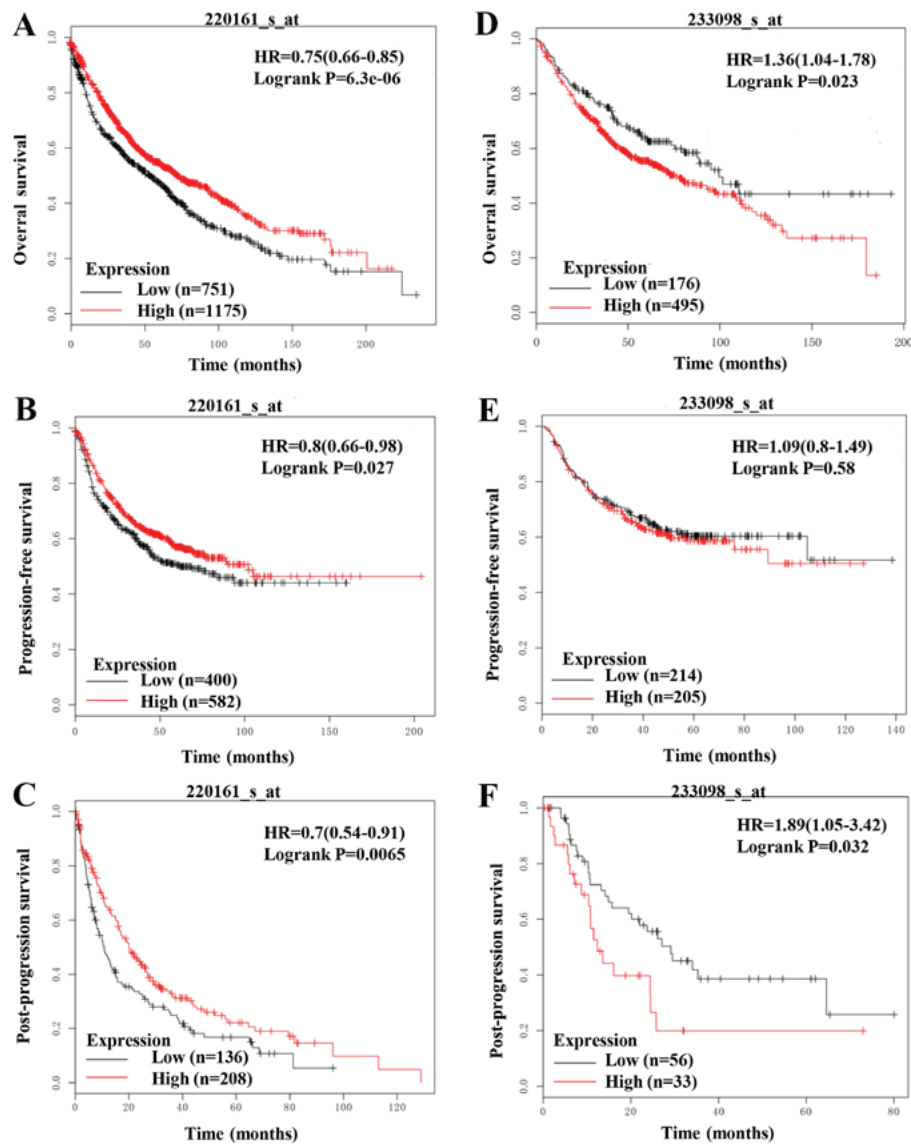 A
220161_s_at
HR=0.75(0.66-0.85)
Logrank P=6.3e-06
Overral survival
1.0
0.8
0.6
0.4
0.2
0.0
Expression
Low (n=751)
High (n=1175)
0 50 100 150 200
Time (months)
D
233098_s_at
HR=1.36(1.04-1.78)
Logrank P=0.023
Overral survival
1.0
0.8
0.6
0.4
0.2
0.0
Expression
Low (n=176)
High (n=495)
0 50 100 150 200
Time (months)
B
220161_s_at
HR=0.8(0.66-0.98)
Logrank P=0.027
Progression-free survival
1.0
0.8
0.6
0.4
0.2
0.0
Expression
Low (n=400)
High (n=582)
0 50 100 150 200
Time (months)
E
233098_s_at
HR=1.09(0.8-1.49)
Logrank P=0.58
Progression-free survival
1.0
0.8
0.6
0.4
0.2
0.0
Expression
Low (n=214)
High (n=205)
0 20 40 60 80 100 120 140
Time (months)
C
220161_s_at
HR=0.7(0.54-0.91)
Logrank P=0.0065
Post-progression survival
1.0
0.8
0.6
0.4
0.2
0.0
Expression
Low (n=136)
High (n=208)
0 20 40 60 80 100 120
Time (months)
F
233098_s_at
HR=1.89(1.05-3.42)
Logrank P=0.032
Post-progression survival
1.0
0.8
0.6
0.4
0.2
0.0
Expression
Low (n=56)
High (n=33)
0 20 40 60 80
Time (months)